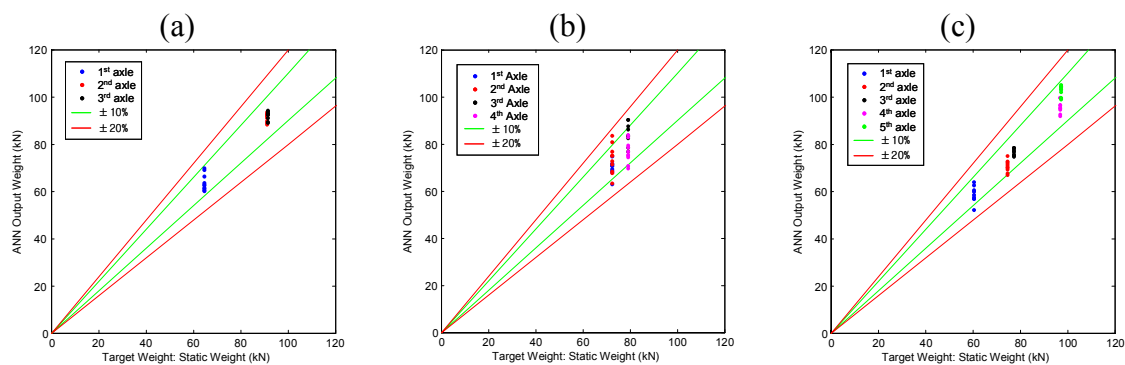 (a)
120
100
80
60
40
20
0
0 20 40 60 80 100 120
ANN Output Weight (kN)
Target Weight: Static Weight (kN)
1st axle
2nd axle
3rd axle
± 10%
± 20%
(b)
120
100
80
60
40
20
0
0 20 40 60 80 100 120
ANN Output Weight (kN)
Target Weight: Static Weight (kN)
1st Axle
2nd Axle
3rd Axle
4th Axle
± 10%
± 20%
(c)
120
100
80
60
40
20
0
0 20 40 60 80 100 120
ANN Output Weight (kN)
Target Weight: Static Weight (kN)
1st axle
2nd axle
3rd axle
4th axle
5th axle
± 10%
± 20%